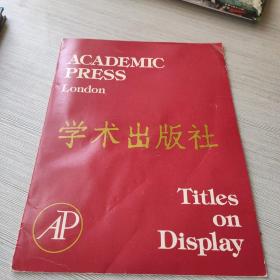 ACADEMIC
PRESS
London
学术出版社
Titles
on
Display
AP